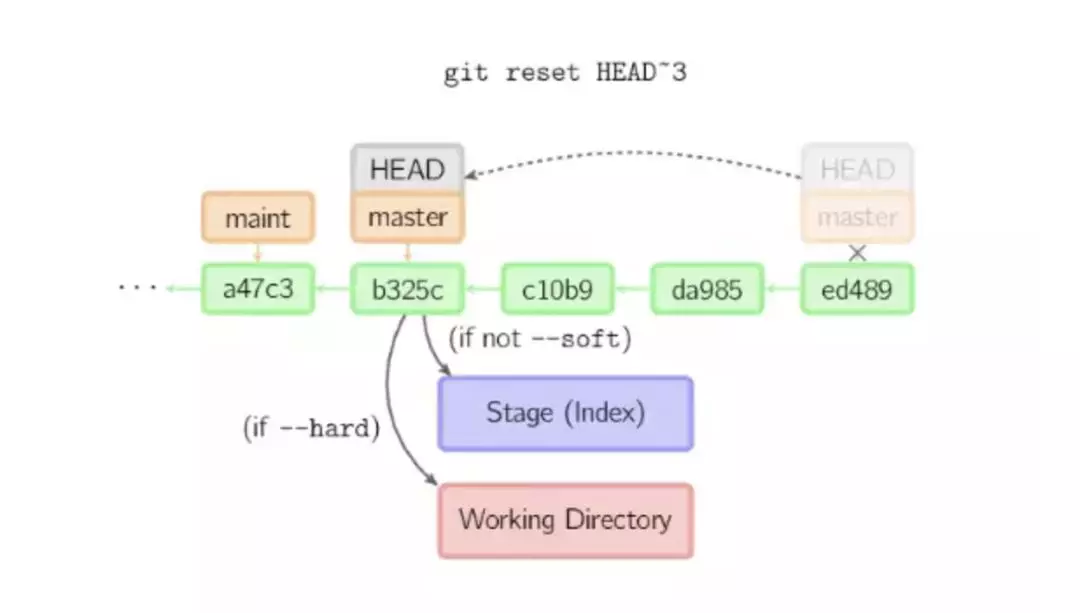 git reset HEAD~3
HEAD
HEAD
maint
master
master
... a47c3
b325c
c10b9
da985
ed489
(if not --soft)
Stage (Index)
(if --hard)
Working Directory